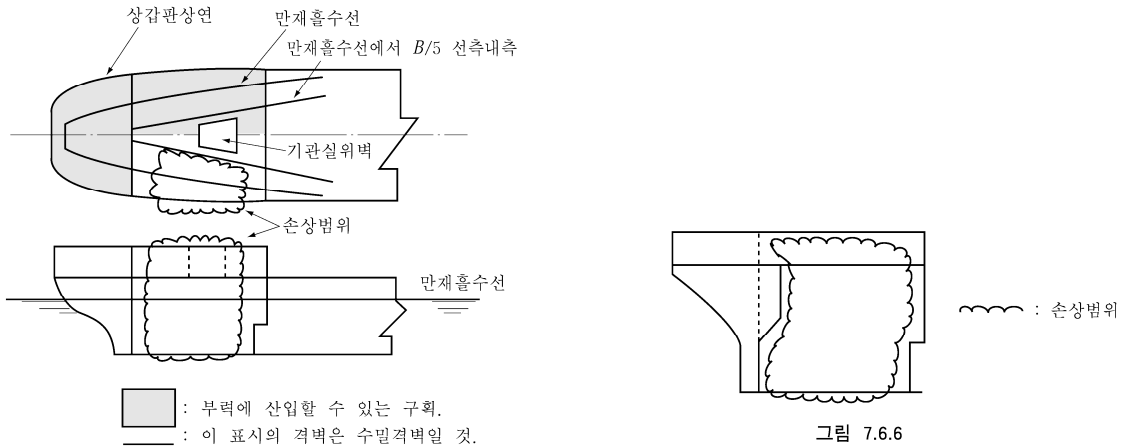 상갑판상연
만재흘수선
만재흘수선에서 B/5 선측내측
기관실위벽
손상범위
만재흘수선
: 부력에 산입할 수 있는 구획.
: 이 표시의 격벽은 수밀격벽일 것.
: 손상범위
그림 7.6.6